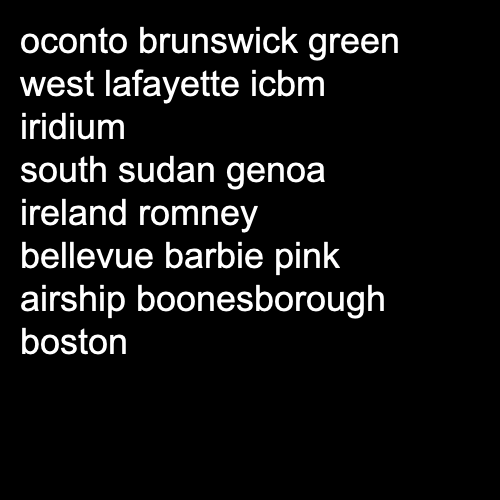 oconto brunswick green
west lafayette icbm
iridium
south sudan genoa
ireland romney
bellevue barbie pink
airship boonesborough
boston